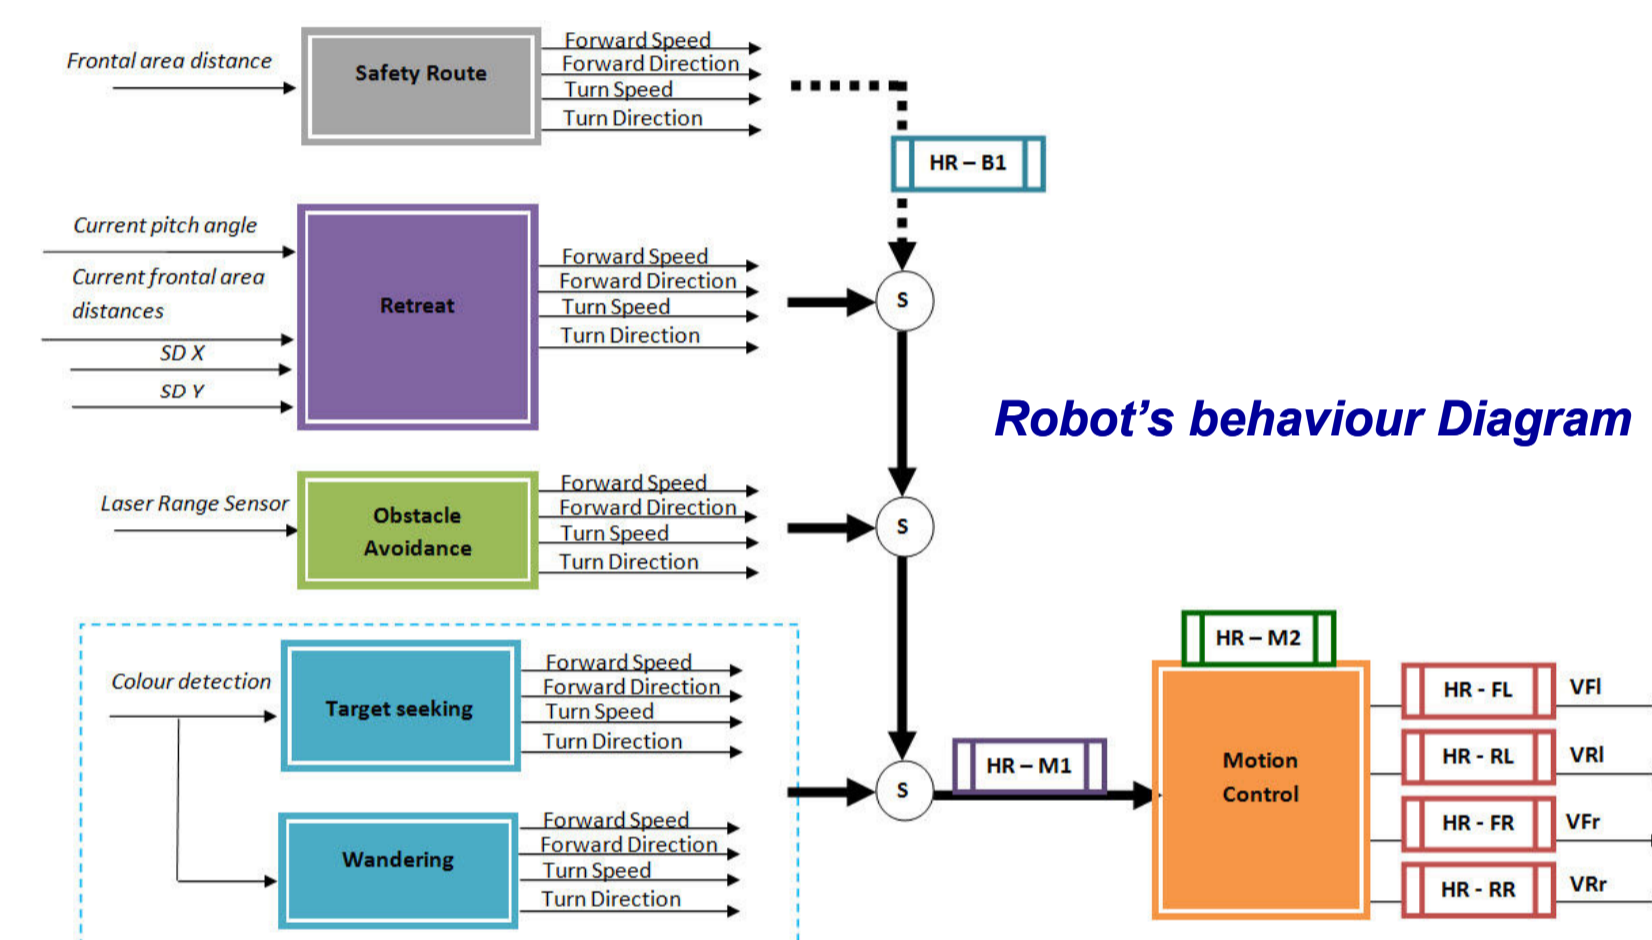 Frontal area distance
Safety Route
Forward Speed
Forward Direction
Turn Speed
Turn Direction
HR – B1
Current pitch angle
Current frontal area
distances
SD X
SD Y
Retreat
Forward Speed
Forward Direction
Turn Speed
Turn Direction
S
Robot's behaviour Diagram
Laser Range Sensor
Obstacle
Avoidance
Forward Speed
Forward Direction
Turn Speed
Turn Direction
S
Colour detection
Target seeking
Forward Speed
Forward Direction
Turn Speed
Turn Direction
Wandering
Forward Speed
Forward Direction
Turn Speed
Turn Direction
S
HR – M1
HR – M2
Motion
Control
HR - FL
VFl
HR - RL
VRl
HR - FR
VFr
HR - RR
VRr